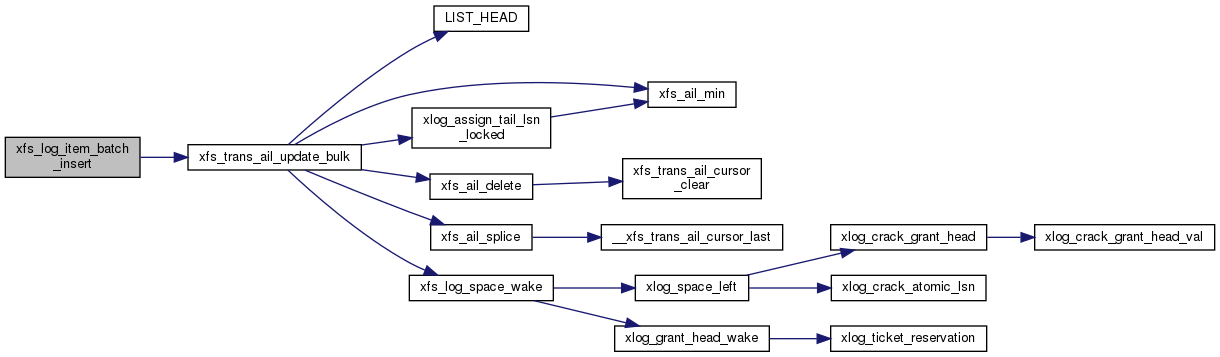 LIST_HEAD
xfs_ail_min
xlog_assign_tail_lsn
_locked
xfs_log_item_batch
_insert
xfs_trans_ail_update_bulk
xfs_trans_ail_cursor
_clear
xfs_ail_delete
xfs_ail_splice
__xfs_trans_ail_cursor_last
xlog_crack_grant_head
xlog_crack_grant_head_val
xfs_log_space_wake
xlog_space_left
xlog_crack_atomic_lsn
xlog_grant_head_wake
xlog_ticket_reservation